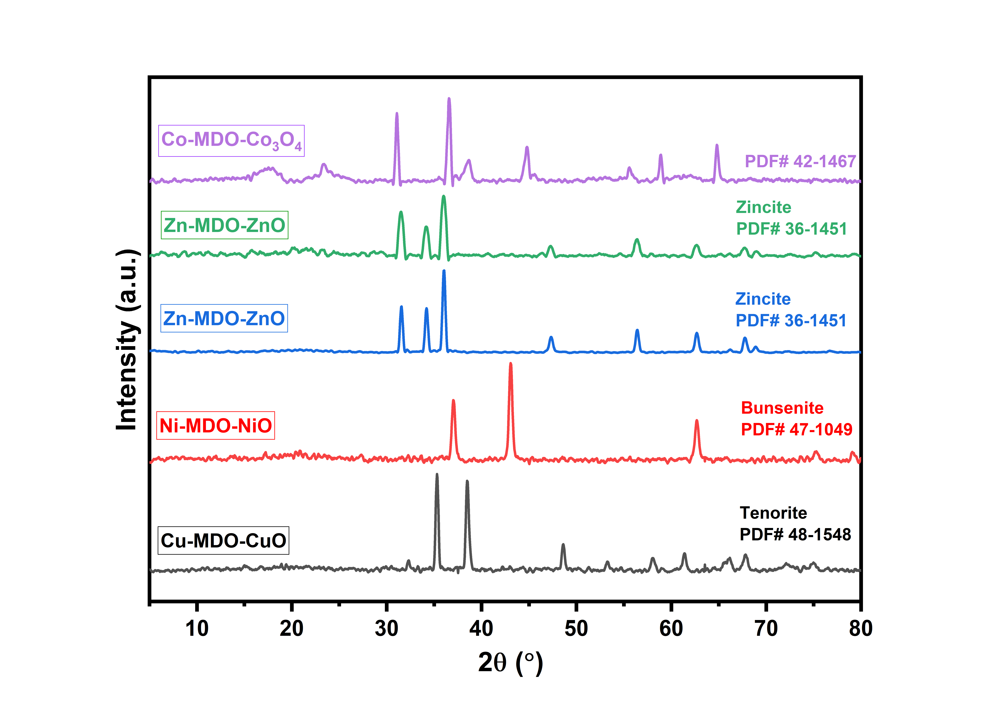 Co-MDO-Co₃O₄
PDF# 42-1467
Zn-MDO-ZnO
Zincite
PDF# 36-1451
Zn-MDO-ZnO
Zincite
PDF# 36-1451
Ni-MDO-NiO
Bunsenite
PDF# 47-1049
Cu-MDO-CuO
Tenorite
PDF# 48-1548
Intensity (a.u.)
10 20 30 40 50 60 70 80
2θ (°)